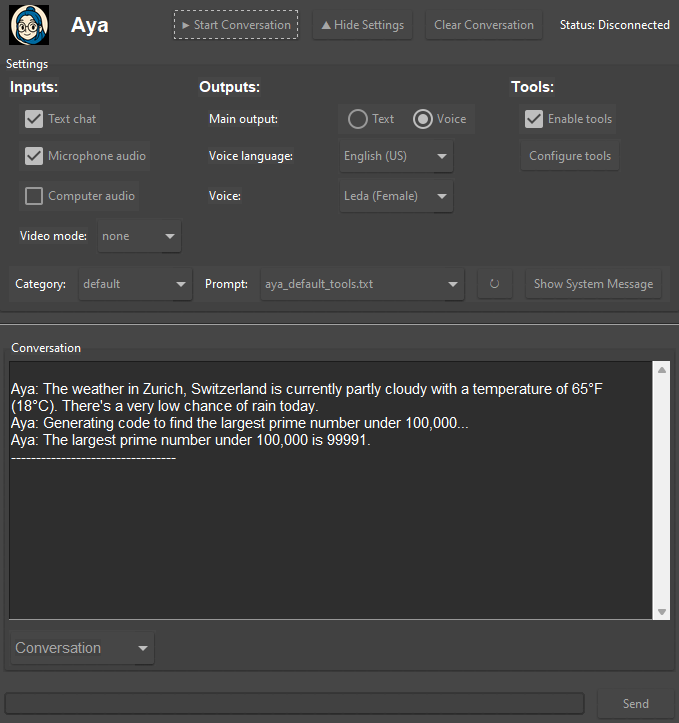 Aya
► Start Conversation
▲ Hide Settings
Clear Conversation
Status: Disconnected
Settings
Inputs:
Outputs:
Tools:
Text chat
Main output:
Text
Voice
Enable tools
Microphone audio
Voice language:
English (US)
Configure tools
Computer audio
Voice:
Leda (Female)
Video mode:
none
Category:
default
Prompt:
aya_default_tools.txt
↻
Show System Message
Conversation
Aya: The weather in Zurich, Switzerland is currently partly cloudy with a temperature of 65°F
(18°C). There's a very low chance of rain today.
Aya: Generating code to find the largest prime number under 100,000...
Aya: The largest prime number under 100,000 is 99991.
---------------------------------
Conversation
Send